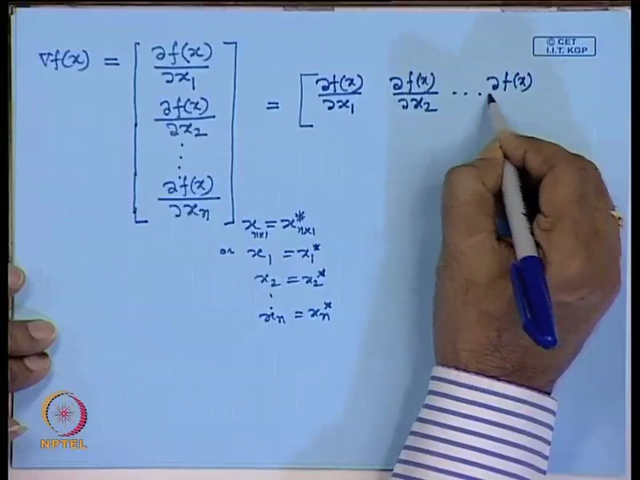 © CET
I.I.T. KGP
∇f(x) = [ ∂f(x)/∂x₁ ∂f(x)/∂x₂ ⋮ ∂f(x)/∂xₙ ] = [ ∂f(x)/∂x₁ ∂f(x)/∂x₂ ... ∂f(x)
x_{n×1} = x*_{n×1}
or x₁ = x₁*
x₂ = x₂*
⋮
xₙ = xₙ*
NPTEL